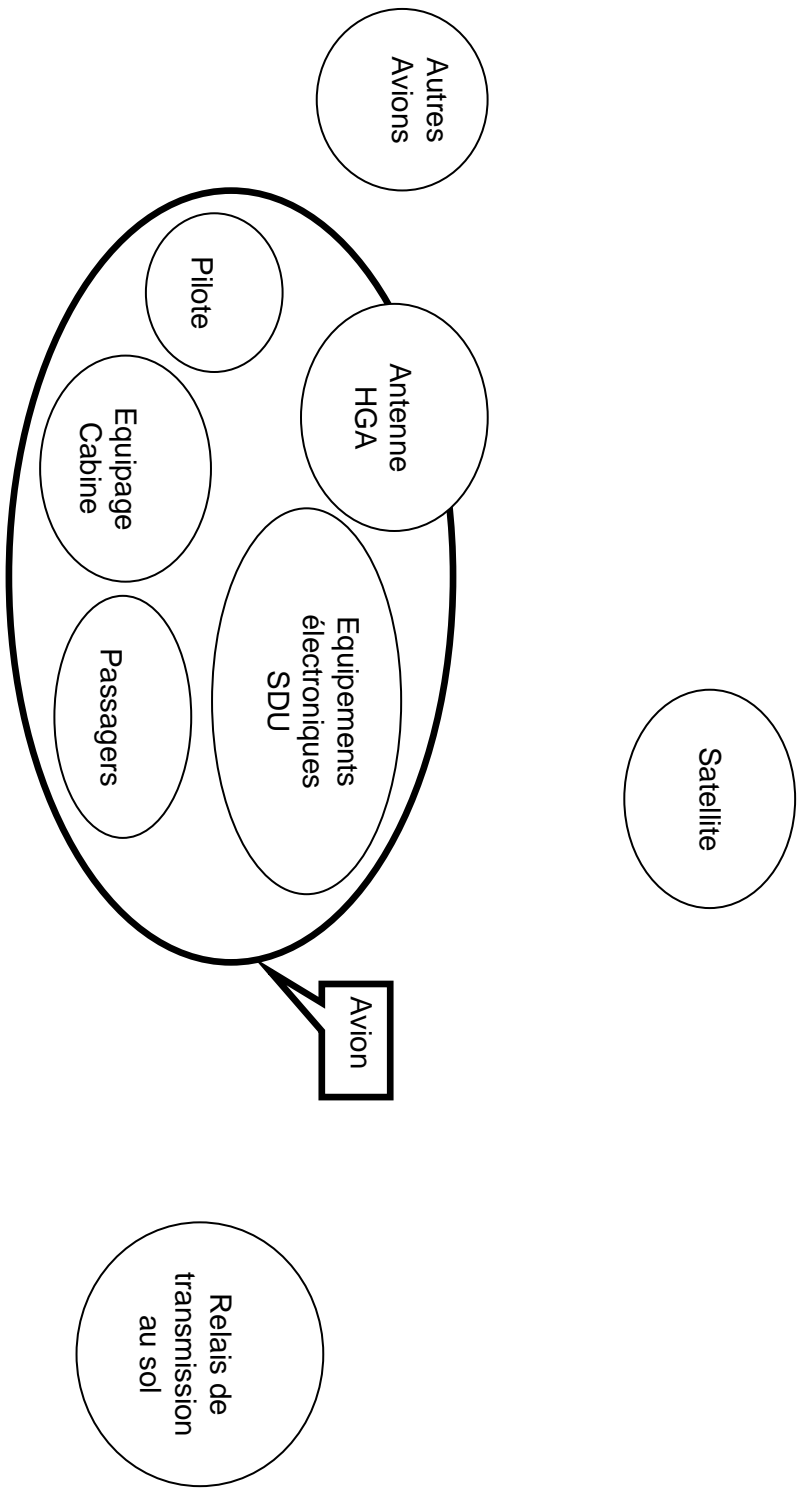 Autres
Avions
Satellite
Antenne
HGA
Pilote
Equipements
électroniques
SDU
Equipage
Cabine
Passagers
Avion
Relais de
transmission
au sol